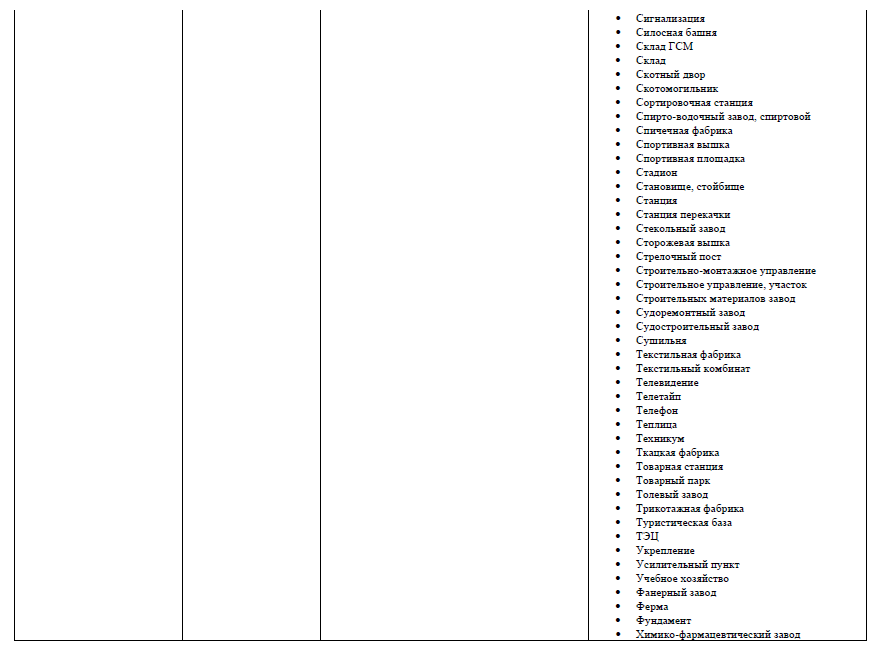 Сигнализация
Силосная башня
Склад ГСМ
Склад
Скотный двор
Скотомогильник
Сортировочная станция
Спирто-водочный завод, спиртовой
Спичечная фабрика
Спортивная вышка
Спортивная площадка
Стадион
Становище, стойбище
Станция
Станция перекачки
Стекольный завод
Сторожевая вышка
Стрелочный пост
Строительно-монтажное управление
Строительное управление, участок
Строительных материалов завод
Судоремонтный завод
Судостроительный завод
Сушильня
Текстильная фабрика
Текстильный комбинат
Телевидение
Телетайп
Телефон
Теплица
Техникум
Ткацкая фабрика
Товарная станция
Товарный парк
Толевый завод
Трикотажная фабрика
Туристическая база
ТЭЦ
Укрепление
Усилительный пункт
Учебное хозяйство
Фанерный завод
Ферма
Фундамент
Химико-фармацевтический завод